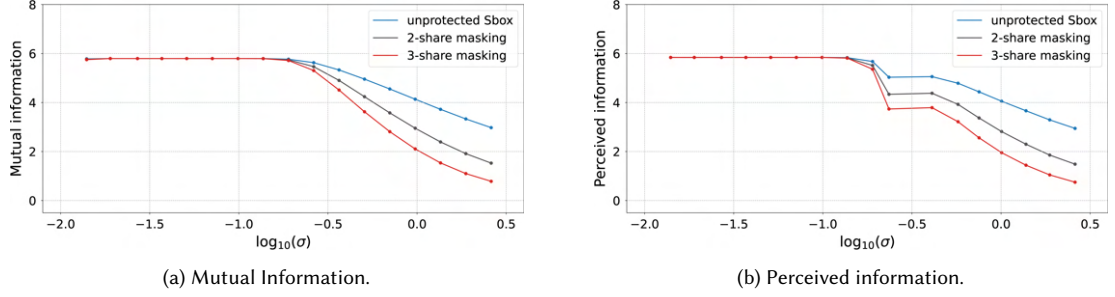 8
6
4
2
0
Mutual information
unprotected Sbox
2-share masking
3-share masking
−2.0
−1.5
−1.0
−0.5
0.0
0.5
log₁₀(σ)
(a) Mutual Information.
8
6
4
2
0
Perceived information
unprotected Sbox
2-share masking
3-share masking
−2.0
−1.5
−1.0
−0.5
0.0
0.5
log₁₀(σ)
(b) Perceived information.